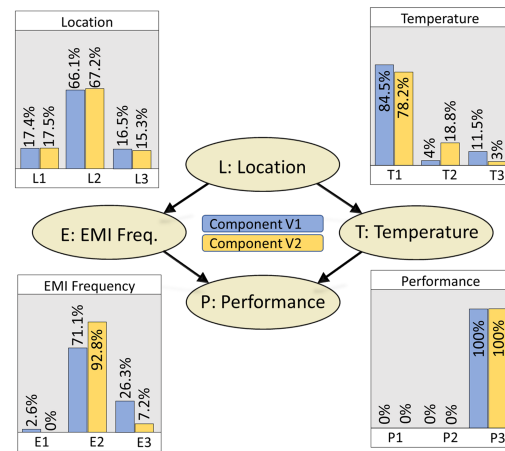 Location
17.4%
17.5%
66.1%
67.2%
16.5%
15.3%
L1 L2 L3
Temperature
84.5%
78.2%
4%
18.8%
11.5%
3%
T1 T2 T3
L: Location
E: EMI Freq.
Component V1
Component V2
T: Temperature
P: Performance
EMI Frequency
2.6%
0%
71.1%
92.8%
26.3%
7.2%
E1 E2 E3
Performance
0%
0%
0%
0%
100%
100%
P1 P2 P3